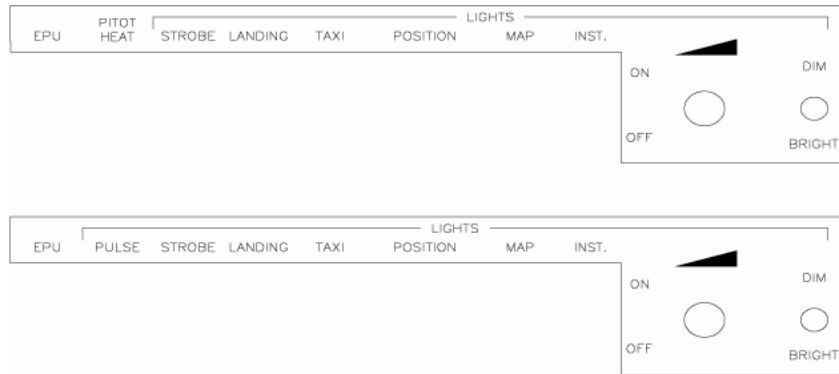 LIGHTS
PITOT
EPU HEAT STROBE LANDING TAXI POSITION MAP INST.
ON DIM
OFF BRIGHT
LIGHTS
EPU PULSE STROBE LANDING TAXI POSITION MAP INST.
ON DIM
OFF BRIGHT